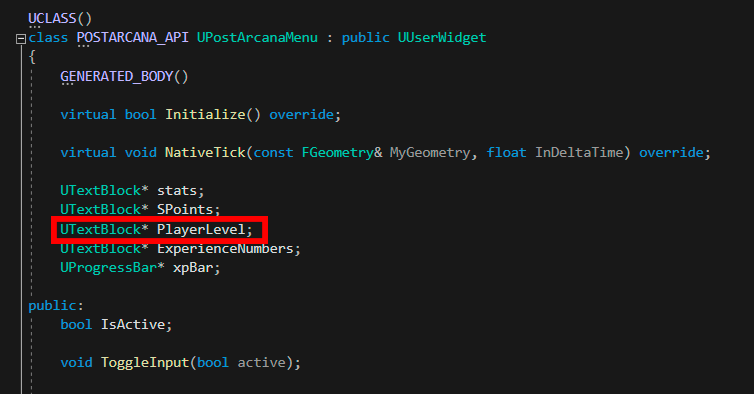 UCLASS()
class POSTARCANA_API UPostArcanaMenu : public UUserWidget
{
GENERATED_BODY()
virtual bool Initialize() override;
virtual void NativeTick(const FGeometry& MyGeometry, float InDeltaTime) override;
UTextBlock* stats;
UTextBlock* SPoints;
UTextBlock* PlayerLevel;
UTextBlock* ExperienceNumbers;
UProgressBar* xpBar;
public:
bool IsActive;
void ToggleInput(bool active);